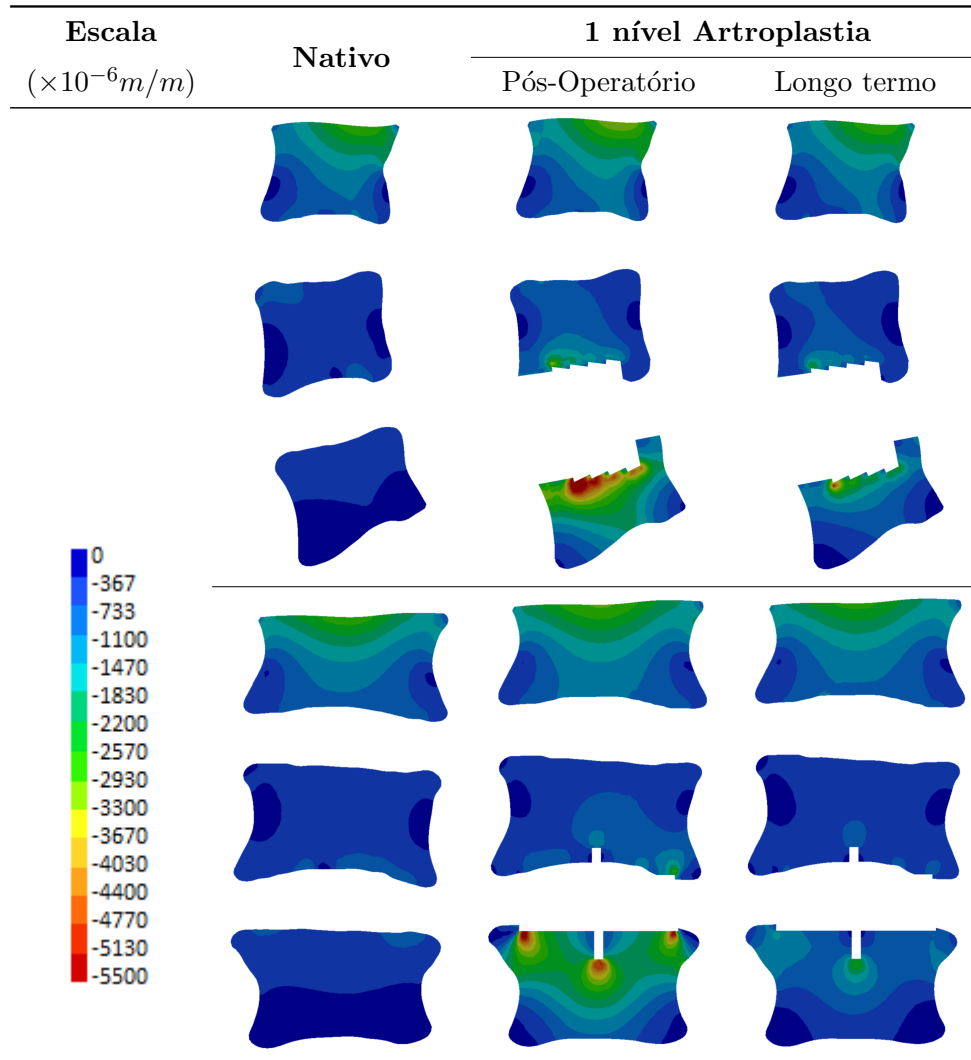 Escala
(×10⁻⁶m/m)
Nativo
1 nível Artroplastia
Pós-Operatório
Longo termo
0
-367
-733
-1100
-1470
-1830
-2200
-2570
-2930
-3300
-3670
-4030
-4400
-4770
-5130
-5500